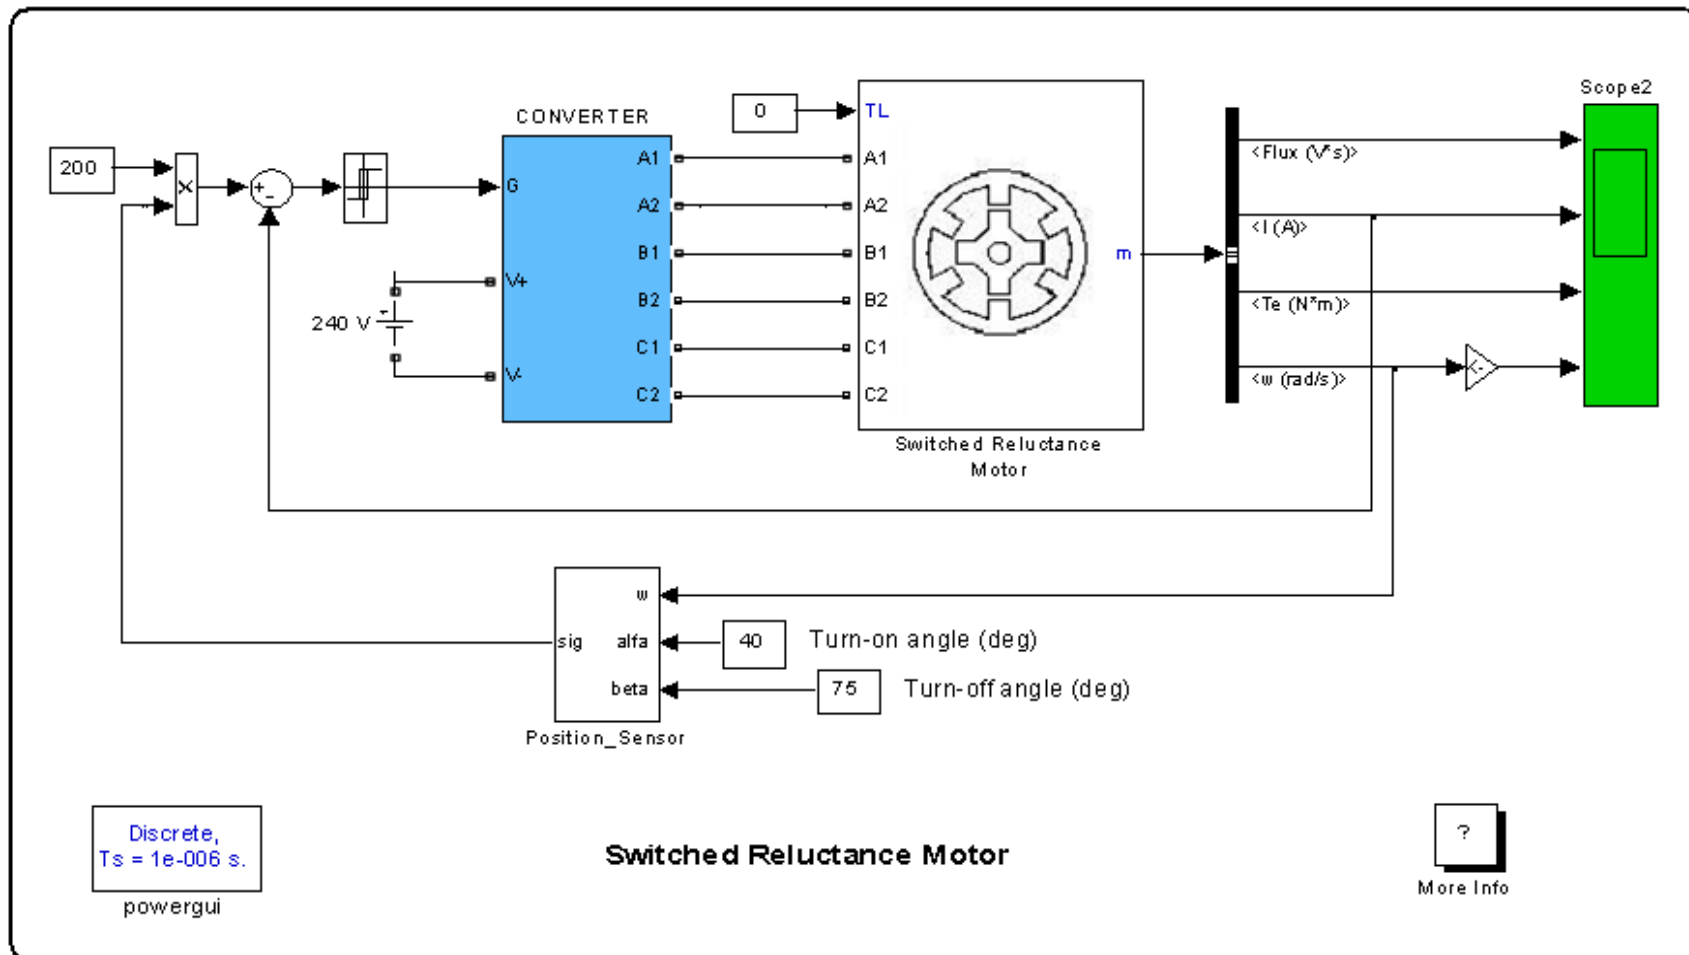 Scope2
CONVERTER
0
TL
200
A1
A1
G
A2
A2
B1
B1
m
V+
240 V
B2
B2
C1
C1
V-
C2
C2
<Flux (V*s)>
<I (A)>
<Te (N*m)>
<w (rad/s)>
Switched Reluctance
Motor
w
sig
alfa
40
Turn-on angle (deg)
beta
75
Turn-off angle (deg)
Position_Sensor
Discrete,
Ts = 1e-006 s.
powergui
Switched Reluctance Motor
?
More Info